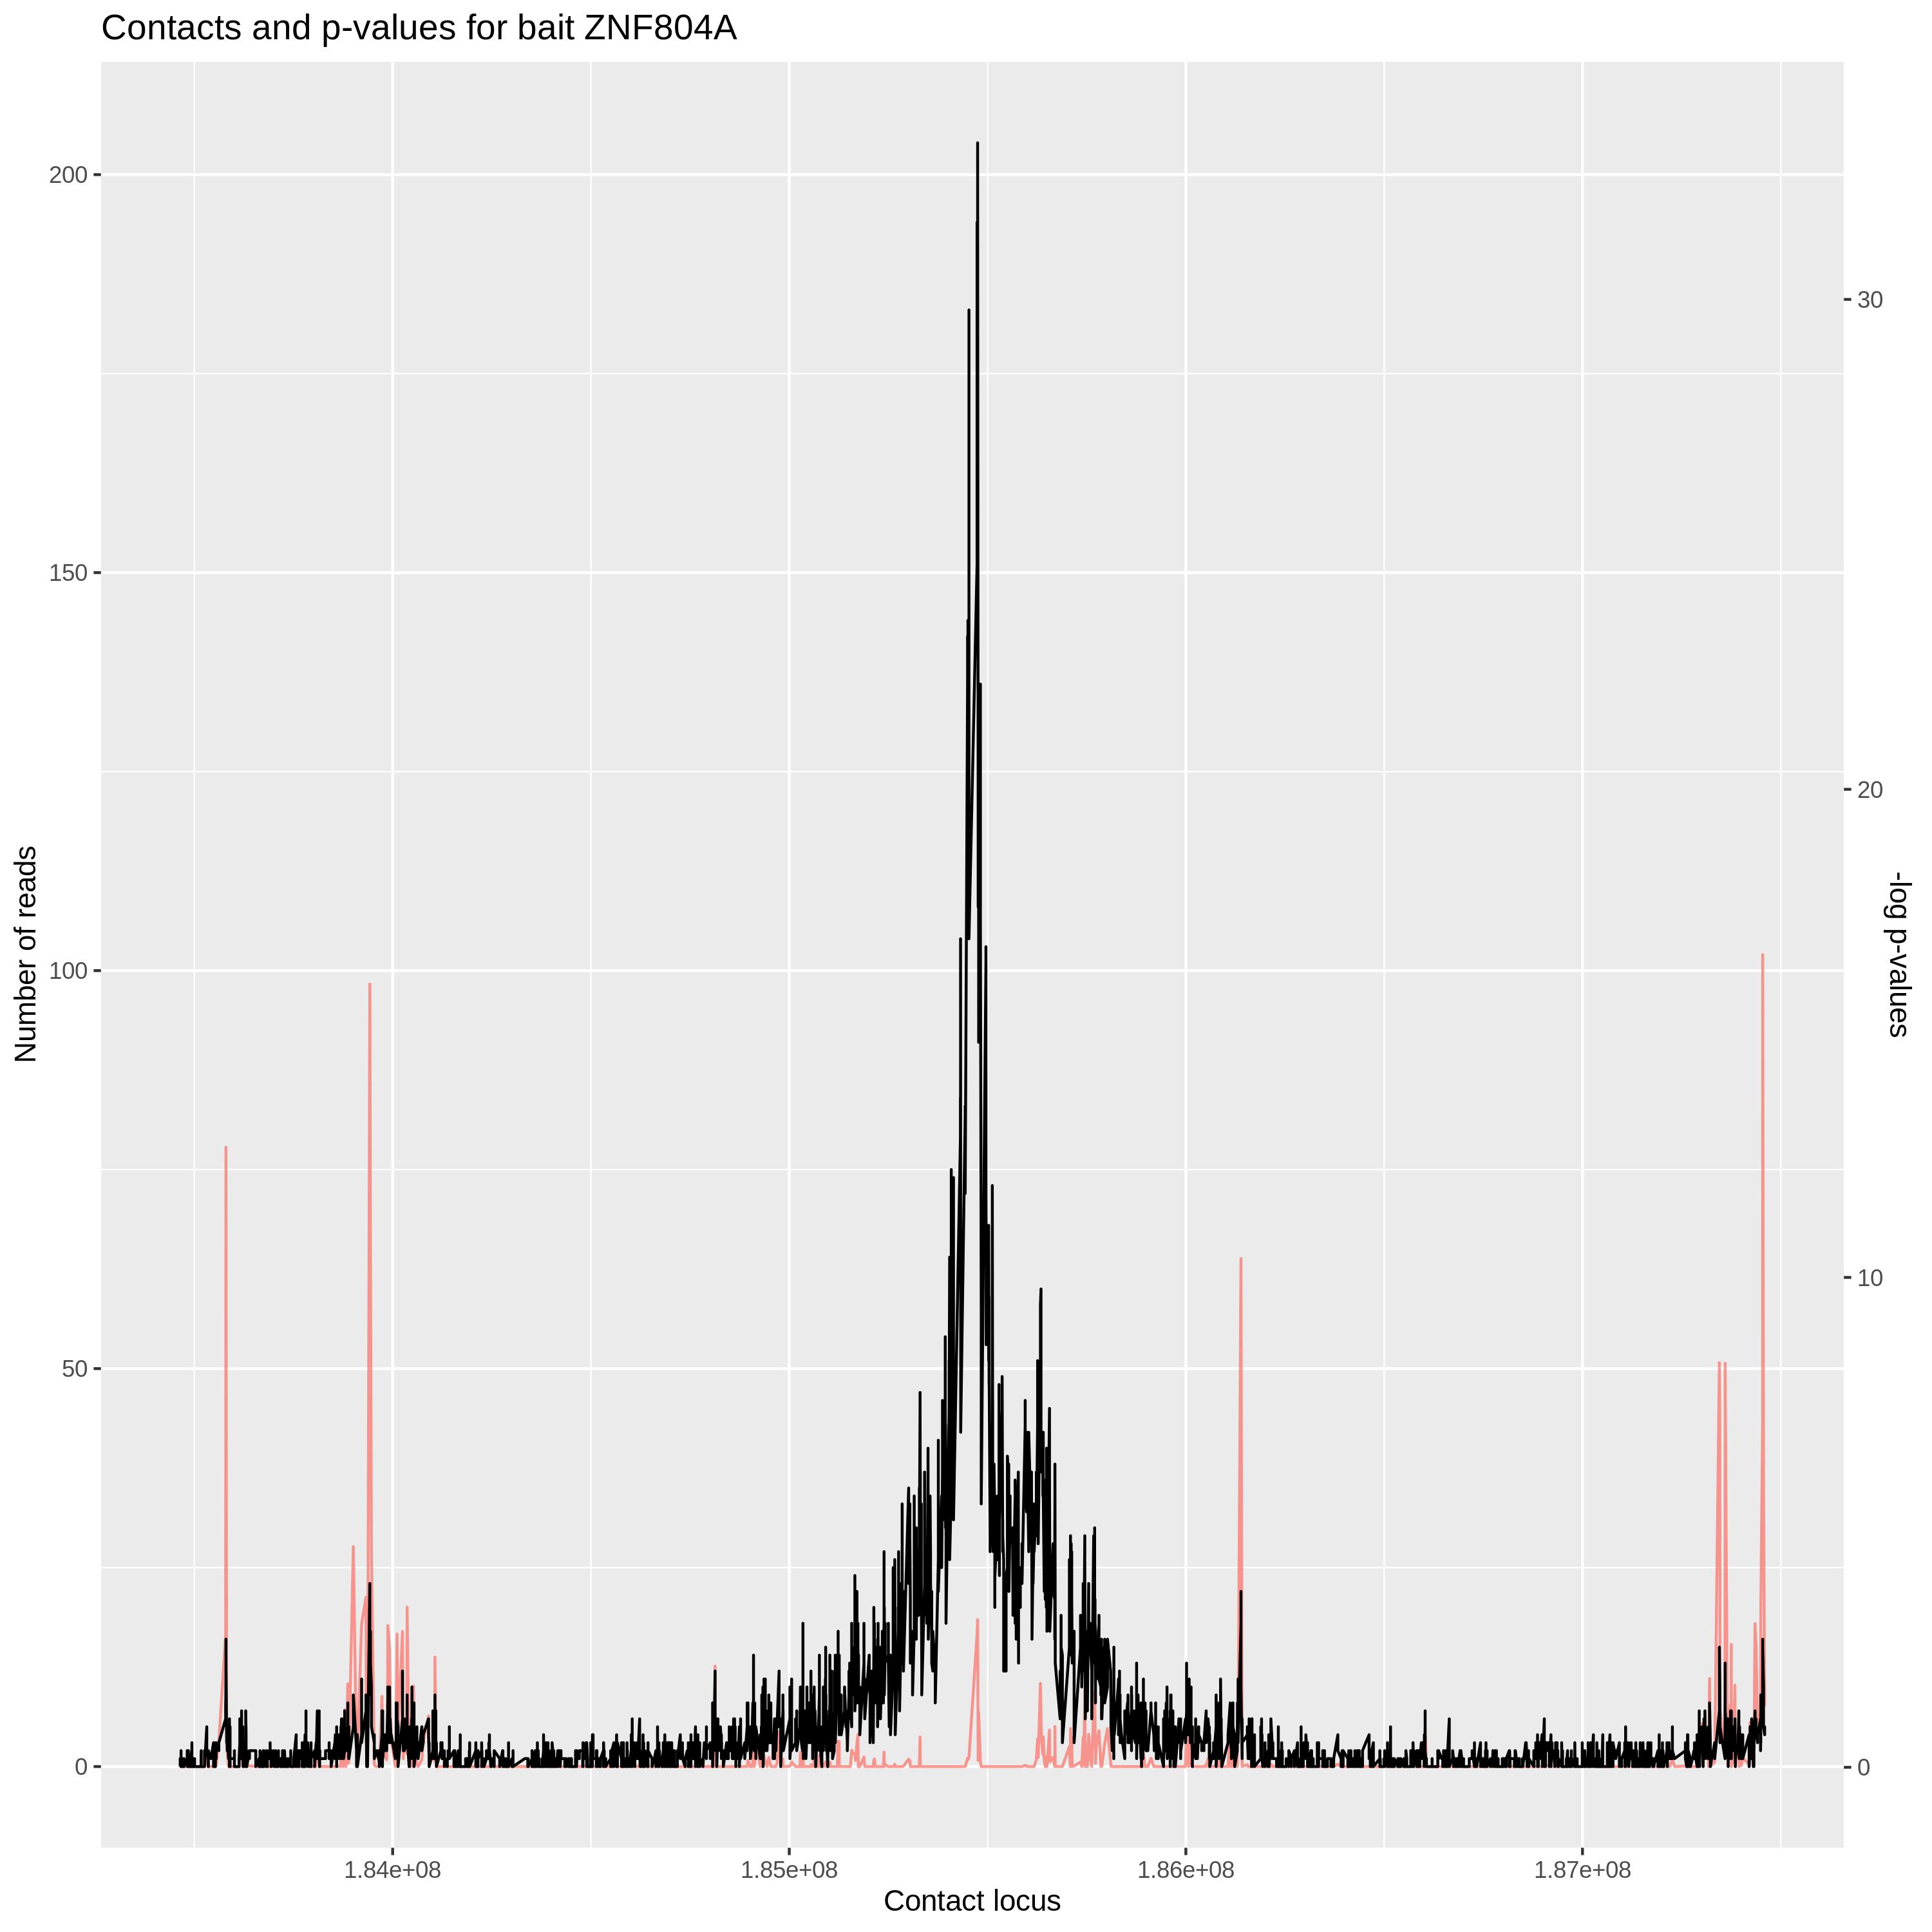 Contacts and p-values for bait ZNF804A
200
150
100
50
0
Number of reads
30
20
10
0
-log p-values
1.84e+08
1.85e+08
1.86e+08
1.87e+08
Contact locus